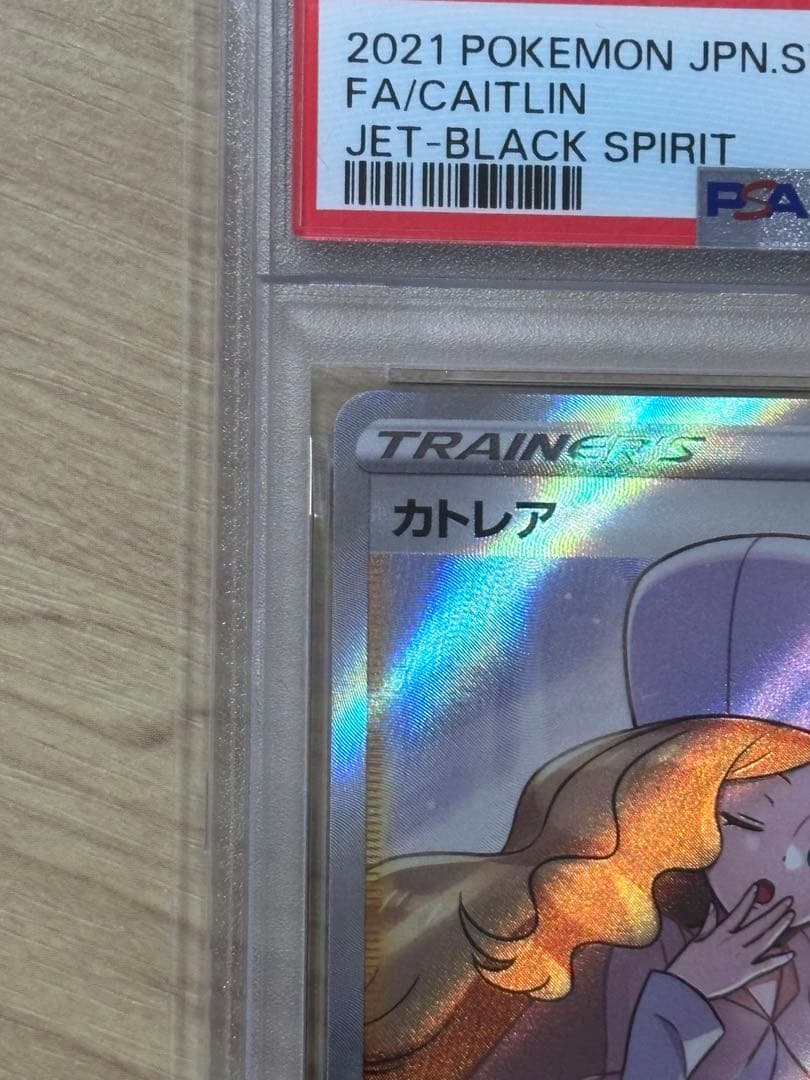 2021 POKEMON JPN.S
FA/CAITLIN
JET-BLACK SPIRIT
PSA
TRAINER'S
カトレア